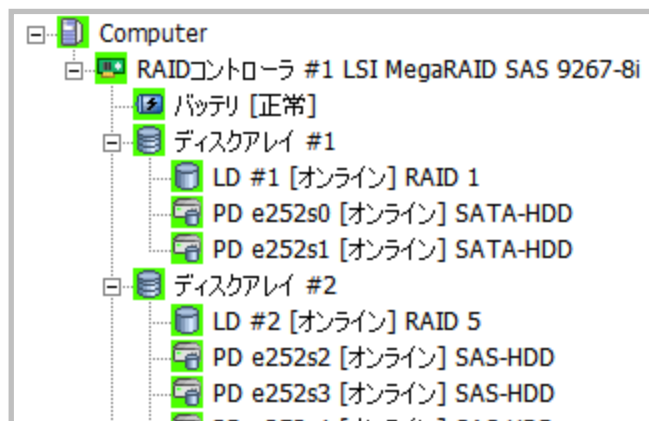 Computer
RAIDコントローラ #1 LSI MegaRAID SAS 9267-8i
バッテリ [正常]
ディスクアレイ #1
LD #1 [オンライン] RAID 1
PD e252s0 [オンライン] SATA-HDD
PD e252s1 [オンライン] SATA-HDD
ディスクアレイ #2
LD #2 [オンライン] RAID 5
PD e252s2 [オンライン] SAS-HDD
PD e252s3 [オンライン] SAS-HDD